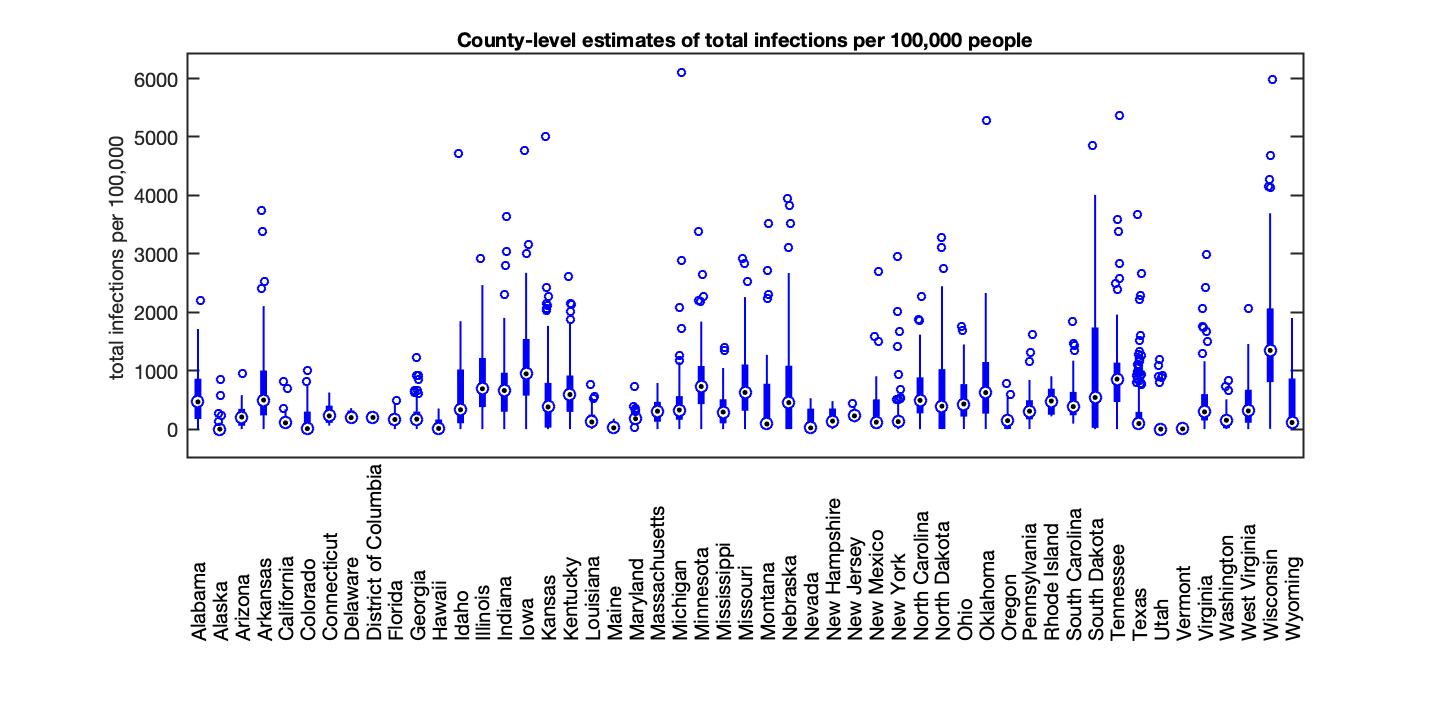 County-level estimates of total infections per 100,000 people
total infections per 100,000
6000
5000
4000
3000
2000
1000
0
Alabama
Alaska
Arizona
Arkansas
California
Colorado
Connecticut
Delaware
District of Columbia
Florida
Georgia
Hawaii
Idaho
Illinois
Indiana
Iowa
Kansas
Kentucky
Louisiana
Maine
Maryland
Massachusetts
Michigan
Minnesota
Mississippi
Missouri
Montana
Nebraska
Nevada
New Hampshire
New Jersey
New Mexico
New York
North Carolina
North Dakota
Ohio
Oklahoma
Oregon
Pennsylvania
Rhode Island
South Carolina
South Dakota
Tennessee
Texas
Utah
Vermont
Virginia
Washington
West Virginia
Wisconsin
Wyoming